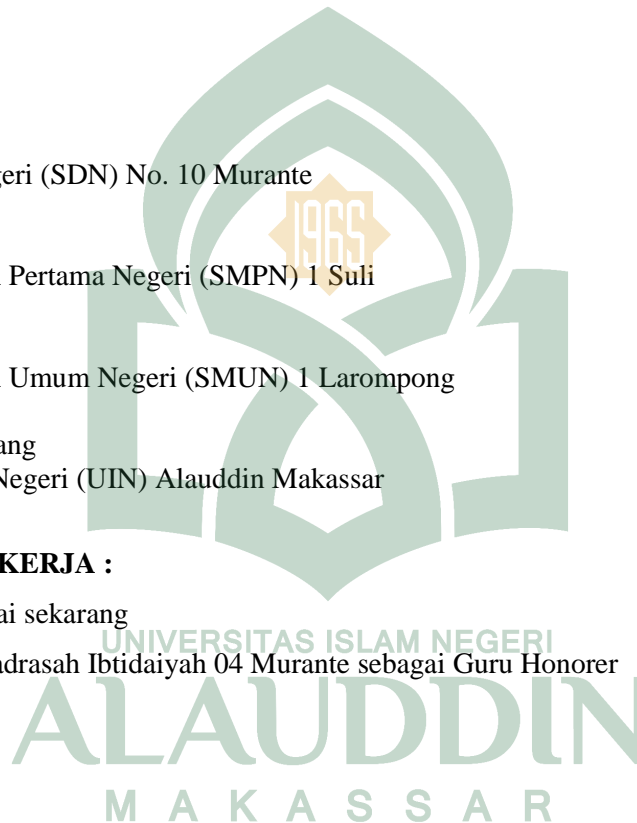 geri (SDN) No. 10 Murante
1965
Pertama Negeri (SMPN) 1 Suli
Umum Negeri (SMUN) 1 Larompong
ang
Negeri (UIN) Alauddin Makassar
KERJA :
ai sekarang
UNIVERSITAS ISLAM NEGERI
adrasah Ibtidaiyah 04 Murante sebagai Guru Honorer
ALAUDDIN
MAKASSAR